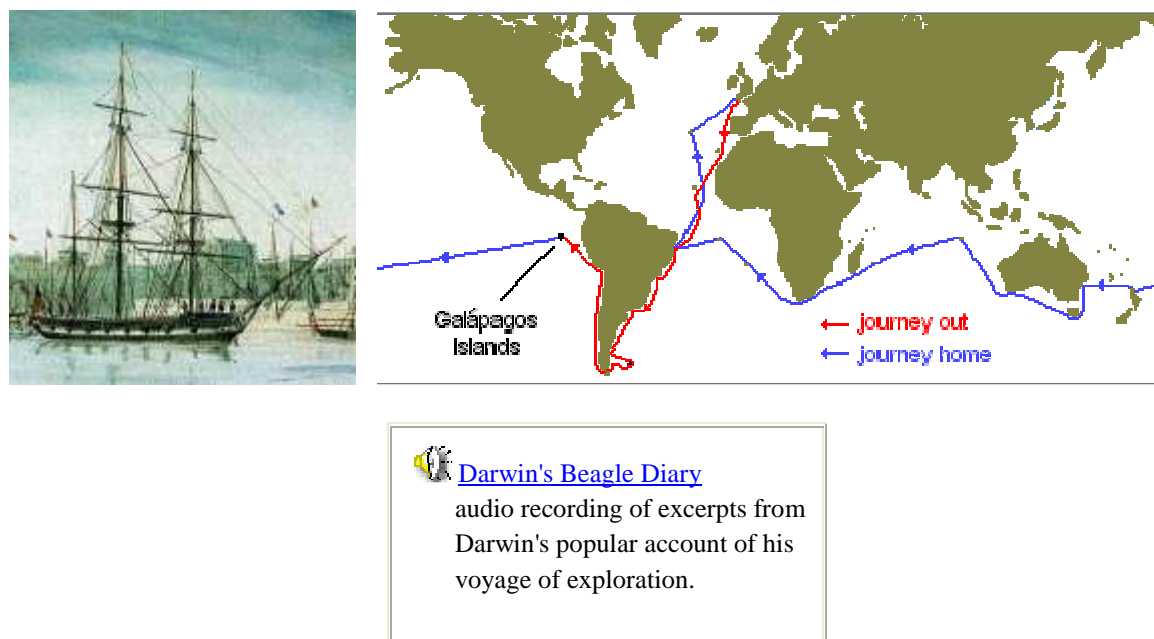 Galápagos
Islands
journey out
journey home
Darwin's Beagle Diary
audio recording of excerpts from
Darwin's popular account of his
voyage of exploration.